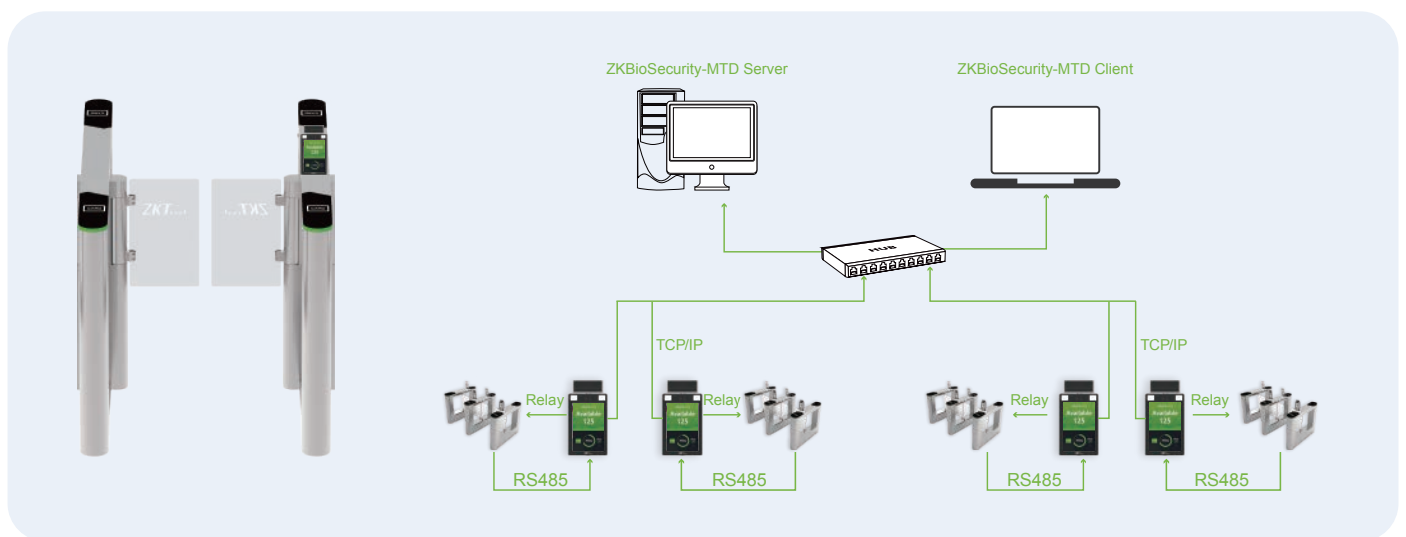 ZKBioSecurity-MTD Server
ZKBioSecurity-MTD Client
HUB
TCP/IP
TCP/IP
Relay
Relay
Relay
Relay
Available
125
Available
125
Available
125
Available
125
RS485
RS485
RS485
RS485